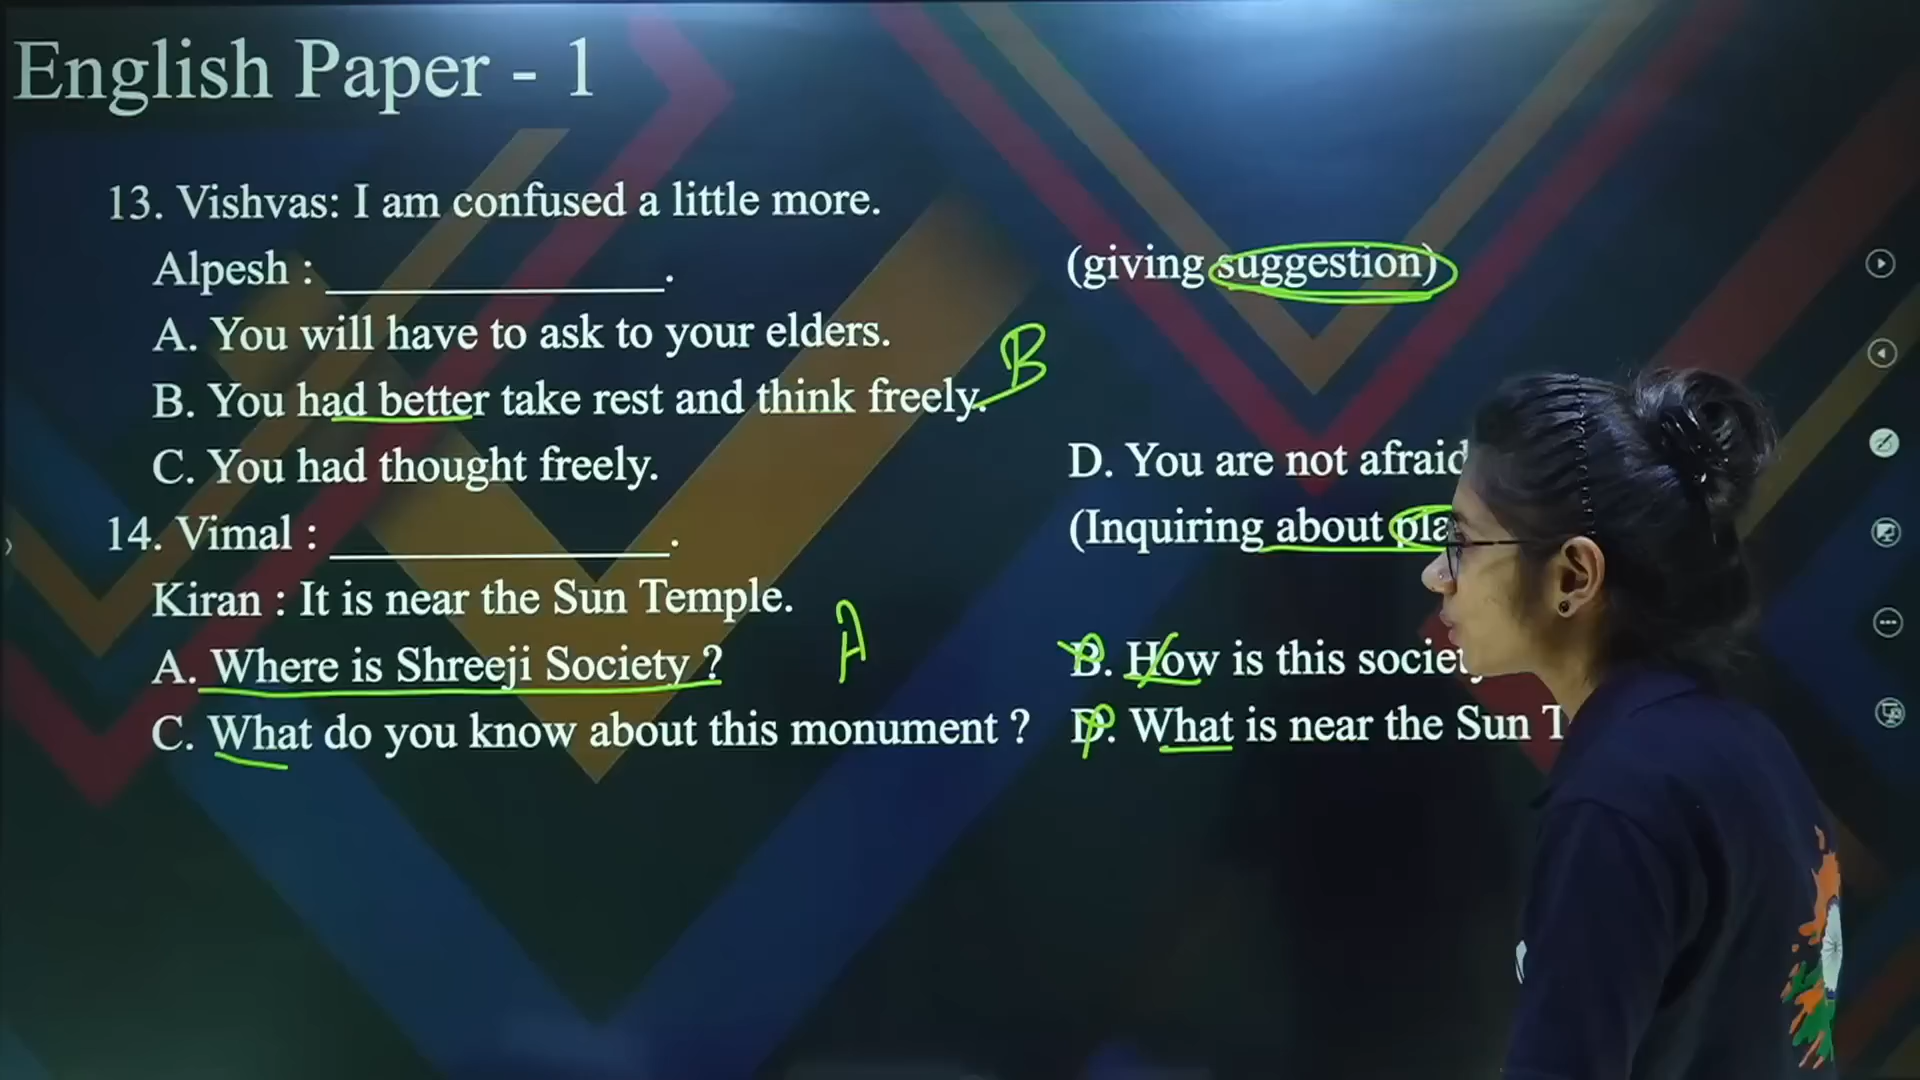 English Paper - 1
13. Vishvas: I am confused a little more.
Alpesh : ________________. (giving suggestion)
A. You will have to ask to your elders.
B. You had better take rest and think freely. B
C. You had thought freely. D. You are not afraid
14. Vimal : ________________. (Inquiring about
Kiran : It is near the Sun Temple.
A. Where is Shreeji Society ? A B. How is this
C. What do you know about this monument ? D. What is near the Sun